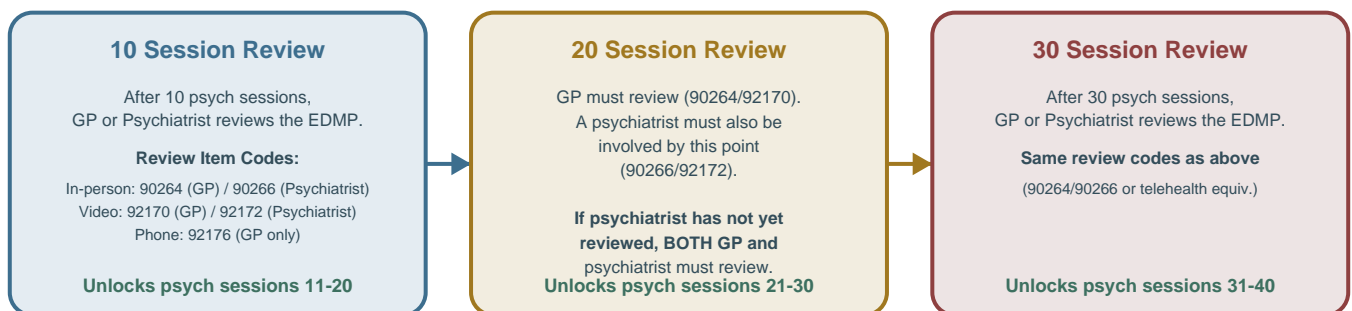 10 Session Review
After 10 psych sessions,
GP or Psychiatrist reviews the EDMP.
Review Item Codes:
In-person: 90264 (GP) / 90266 (Psychiatrist)
Video: 92170 (GP) / 92172 (Psychiatrist)
Phone: 92176 (GP only)
Unlocks psych sessions 11-20
20 Session Review
GP must review (90264/92170).
A psychiatrist must also be
involved by this point
(90266/92172).
If psychiatrist has not yet
reviewed, BOTH GP and
psychiatrist must review.
Unlocks psych sessions 21-30
30 Session Review
After 30 psych sessions,
GP or Psychiatrist reviews the EDMP.
Same review codes as above
(90264/90266 or telehealth equiv.)
Unlocks psych sessions 31-40